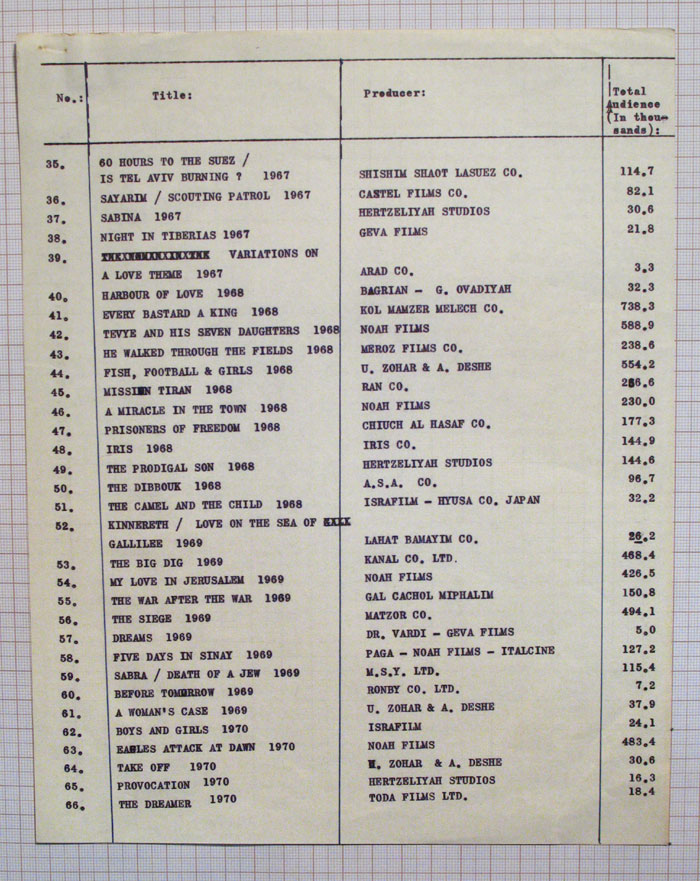 No.: Title: Producer: Total
Audience
(In thou-
sands):
35. 60 HOURS TO THE SUEZ /
IS TEL AVIV BURNING ? 1967 SHISHIM SHAOT LASUEZ CO. 114.7
36. SAYARIM / SCOUTING PATROL 1967 CASTEL FILMS CO. 82.1
37. SABINA 1967 HERTZELIYAH STUDIOS 30.6
38. NIGHT IN TIBERIAS 1967 GEVA FILMS 21.8
39. VARIATIONS ON
A LOVE THEME 1967 ARAD CO. 3.3
40. HARBOUR OF LOVE 1968 BAGRIAN - G. OVADIYAH 32.3
41. EVERY BASTARD A KING 1968 KOL MAMZER MELECH CO. 738.3
42. TEVYE AND HIS SEVEN DAUGHTERS 1968 NOAH FILMS 588.9
43. HE WALKED THROUGH THE FIELDS 1968 MEROZ FILMS CO. 238.6
44. FISH, FOOTBALL & GIRLS 1968 U. ZOHAR & A. DESHE 554.2
45. TIRAN 1968 RAN CO.
46. A MIRACLE IN THE TOWN 1968 NOAH FILMS 230.0
47. PRISONERS OF FREEDOM 1968 CHIUCH AL HASAF CO. 177.3
48. IRIS 1968 IRIS CO. 144.9
49. THE PRODIGAL SON 1968 HERTZELIYAH STUDIOS 144.6
50. THE DIBBOUK 1968 A.S.A. CO. 96.7
51. THE CAMEL AND THE CHILD 1968 ISRAFILM - HYUSA CO. JAPAN 32.2
52. KINNERETH / LOVE ON THE SEA OF
GALLILEE 1969 LAHAT BAMAYIM CO. 26.2
53. THE BIG DIG 1969 KANAL CO. LTD. 468.4
54. MY LOVE IN JERUSALEM 1969 NOAH FILMS 426.5
55. THE WAR AFTER THE WAR 1969 GAL CACHOL MIPHALIM 150.8
56. THE SIEGE 1969 MATZOR CO. 494.1
57. DREAMS 1969 DR. VARDI - GEVA FILMS 5.0
58. FIVE DAYS IN SINAY 1969 PAGA - NOAH FILMS - ITALCINE 127.2
59. SABRA / DEATH OF A JEW 1969 M.S.Y. LTD. 115.4
60. BEFORE TOMORROW 1969 RONBY CO. LTD. 7.2
61. A WOMAN'S CASE 1969 U. ZOHAR & A. DESHE 37.9
62. BOYS AND GIRLS 1970 ISRAFILM 24.1
63. EAGLES ATTACK AT DAWN 1970 NOAH FILMS 483.4
64. TAKE OFF 1970 U. ZOHAR & A. DESHE 30.6
65. PROVOCATION 1970 HERTZELIYAH STUDIOS 16.3
66. THE DREAMER 1970 TODA FILMS LTD. 18.4